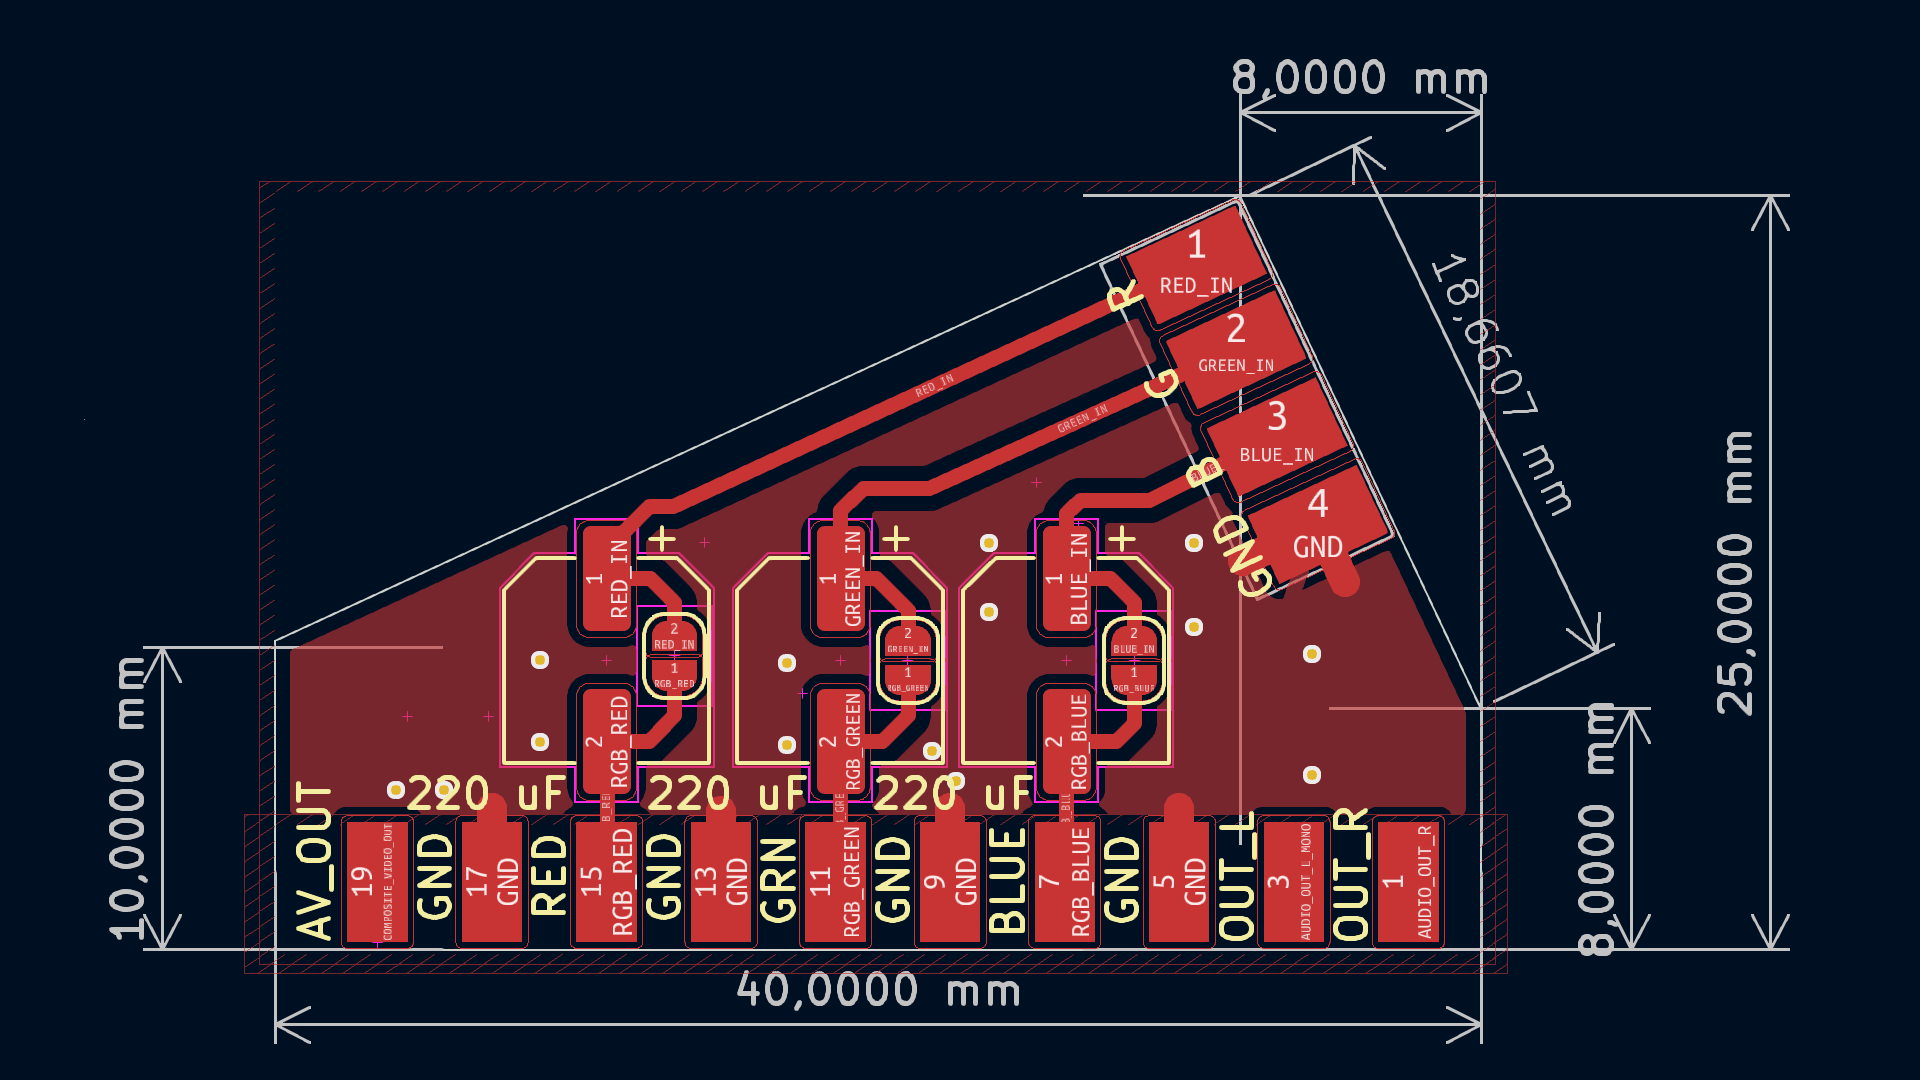 8,0000 mm
18,6607 mm
25,0000 mm
10,0000 mm
8,0000 mm
40,0000 mm
1
RED_IN
2
GREEN_IN
3
BLUE_IN
4
GND
R
G
B
GND
RED_IN
GREEN_IN
+
+
+
1
RED_IN
1
GREEN_IN
1
BLUE_IN
2
RED_IN
1
RGB_RED
2
GREEN_IN
1
RGB_GREEN
2
BLUE_IN
1
RGB_BLUE
2
RGB_RED
2
RGB_GREEN
2
RGB_BLUE
220 uF
220 uF
220 uF
AV_OUT
19
COMPOSITE_VIDEO_OUT
GND
17
GND
RED
15
RGB_RED
GND
13
GND
GRN
11
RGB_GREEN
GND
9
GND
BLUE
7
RGB_BLUE
GND
5
GND
OUT_L
3
AUDIO_OUT_L_MONO
OUT_R
1
AUDIO_OUT_R